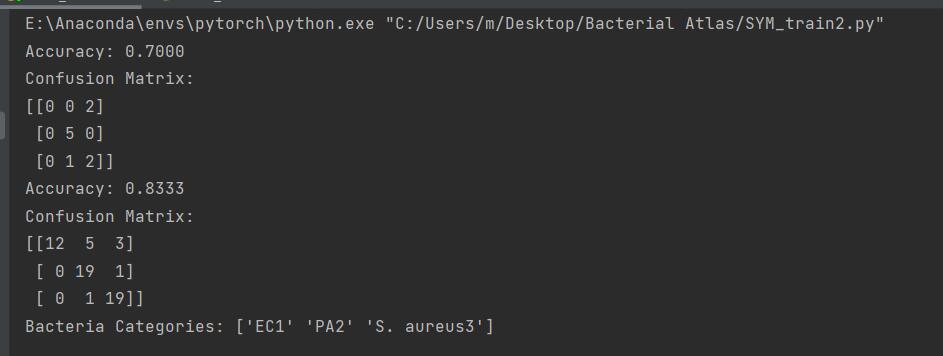 E:\Anaconda\envs\pytorch\python.exe "C:/Users/m/Desktop/Bacterial Atlas/SYM_train2.py"
Accuracy: 0.7000
Confusion Matrix:
[[0 0 2]
 [0 5 0]
 [0 1 2]]
Accuracy: 0.8333
Confusion Matrix:
[[12  5  3]
 [ 0 19  1]
 [ 0  1 19]]
Bacteria Categories: ['EC1' 'PA2' 'S. aureus3']